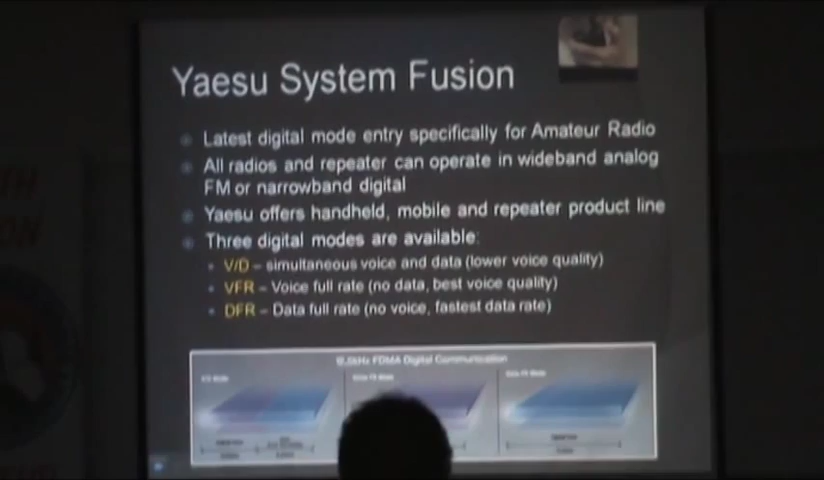 Yaesu System Fusion
Latest digital mode entry specifically for Amateur Radio
All radios and repeater can operate in wideband analog
FM or narrowband digital
Yaesu offers handheld, mobile and repeater product line
Three digital modes are available:
V/D – simultaneous voice and data (lower voice quality)
VFR – Voice full rate (no data, best voice quality)
DFR – Data full rate (no voice, fastest data rate)
FDMA Digital Communication